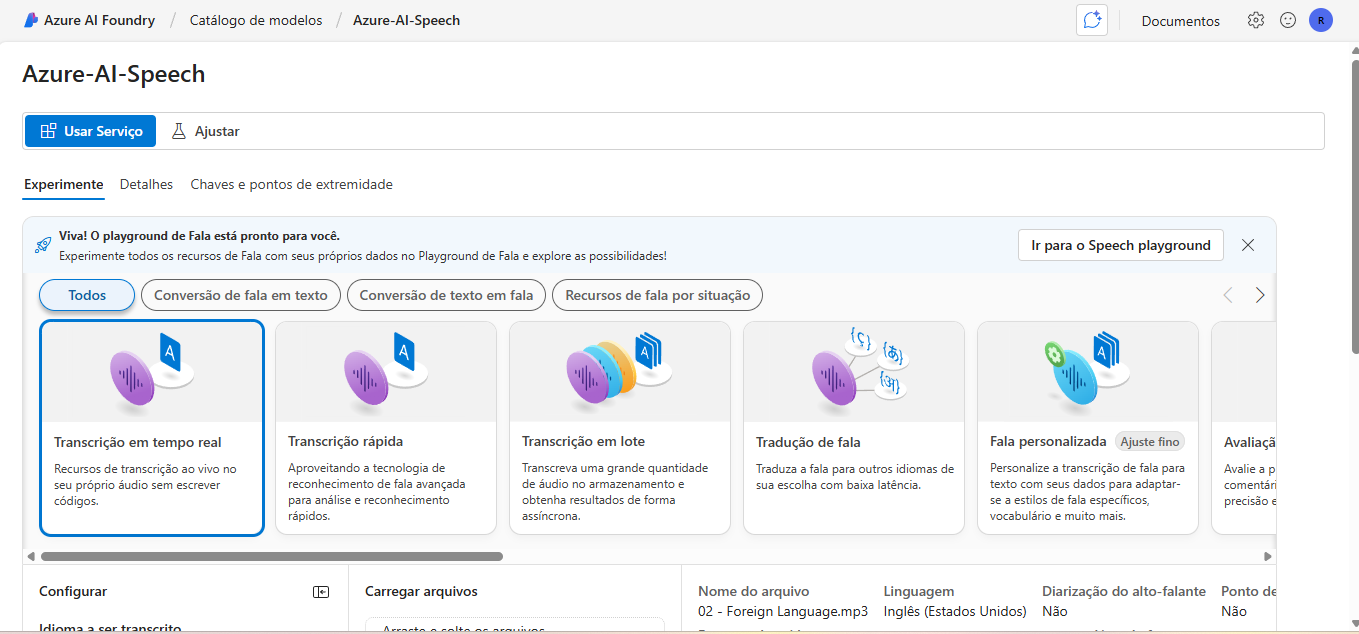 Azure AI Foundry / Catálogo de modelos / Azure-AI-Speech
Documentos
R
Azure-AI-Speech
Usar Serviço
Ajustar
Experimente
Detalhes
Chaves e pontos de extremidade
Viva! O playground de Fala está pronto para você.
Experimente todos os recursos de Fala com seus próprios dados no Playground de Fala e explore as possibilidades!
Ir para o Speech playground
Todos
Conversão de fala em texto
Conversão de texto em fala
Recursos de fala por situação
A
Transcrição em tempo real
Recursos de transcrição ao vivo no
seu próprio áudio sem escrever
códigos.
A
Transcrição rápida
Aproveitando a tecnologia de
reconhecimento de fala avançada
para análise e reconhecimento
rápidos.
A
Transcrição em lote
Transcreva uma grande quantidade
de áudio no armazenamento e
obtenha resultados de forma
assíncrona.
Tradução de fala
Traduza a fala para outros idiomas de
sua escolha com baixa latência.
A
Fala personalizada
Ajuste fino
Personalize a transcrição de fala para
texto com seus dados para adaptar-
se a estilos de fala específicos,
vocabulário e muito mais.
Avaliaçã
Avalie a p
comentári
precisão e
Configurar
Idioma a ser transcrito
Carregar arquivos
Arraste e solte os arquivos
Nome do arquivo
02 - Foreign Language.mp3
Linguagem
Inglês (Estados Unidos)
Diarização do alto-falante
Não
Ponto de
Não